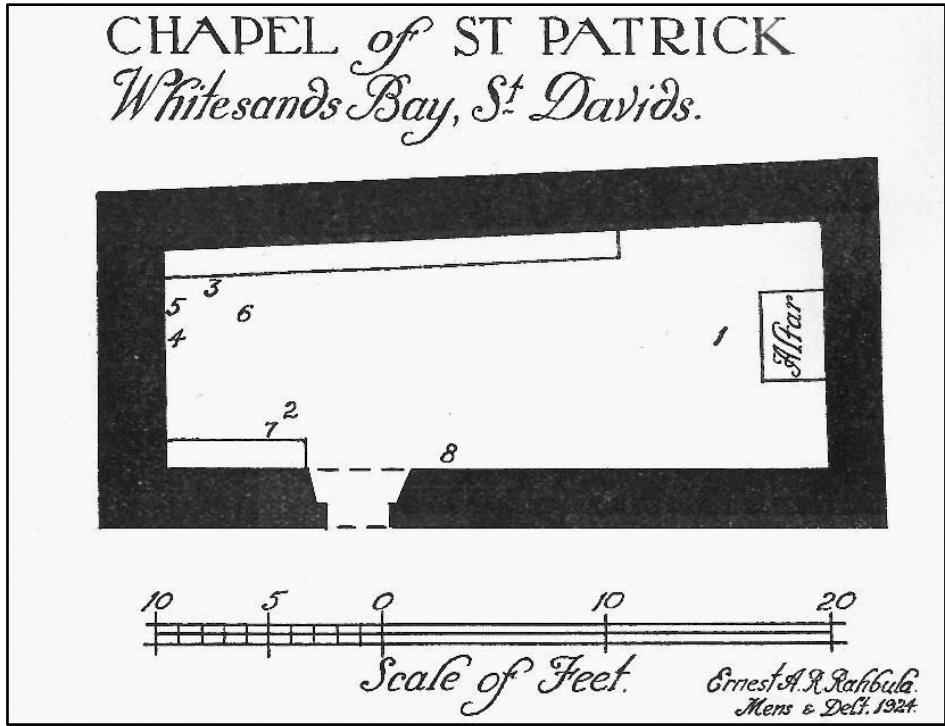 CHAPEL of ST PATRICK
Whitesands Bay, St Davids.
3
5
6
4
1
Altar
2
7
8
10 5 0 10 20
Scale of Feet.
Ernest A. R. Rahbula.
Mens & Delt. 1924.